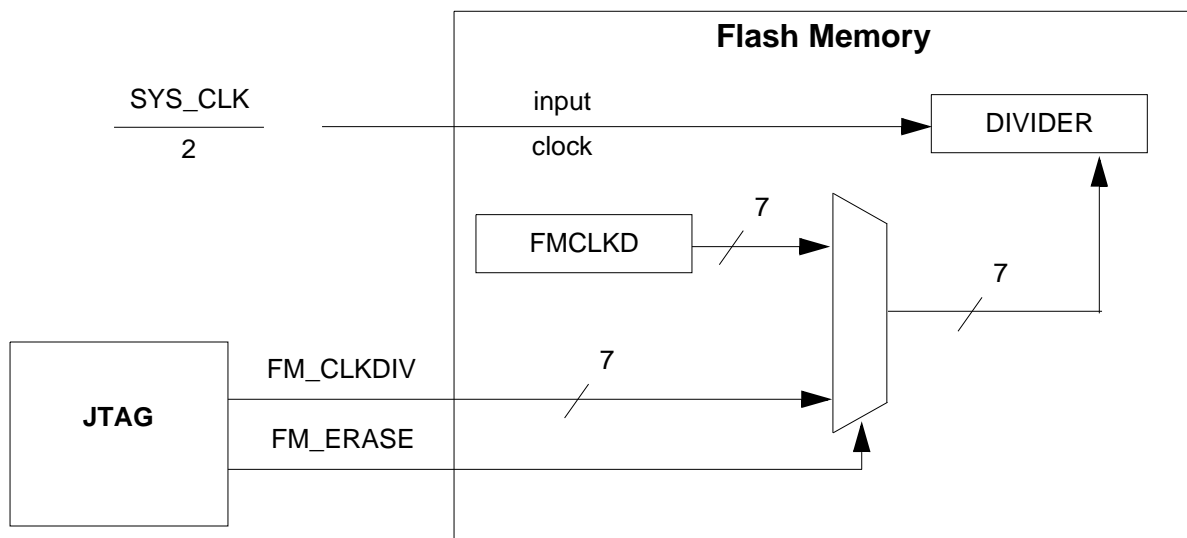 Flash Memory
SYS_CLK
2
input
clock
DIVIDER
7
FMCLKD
7
JTAG
FM_CLKDIV
7
FM_ERASE